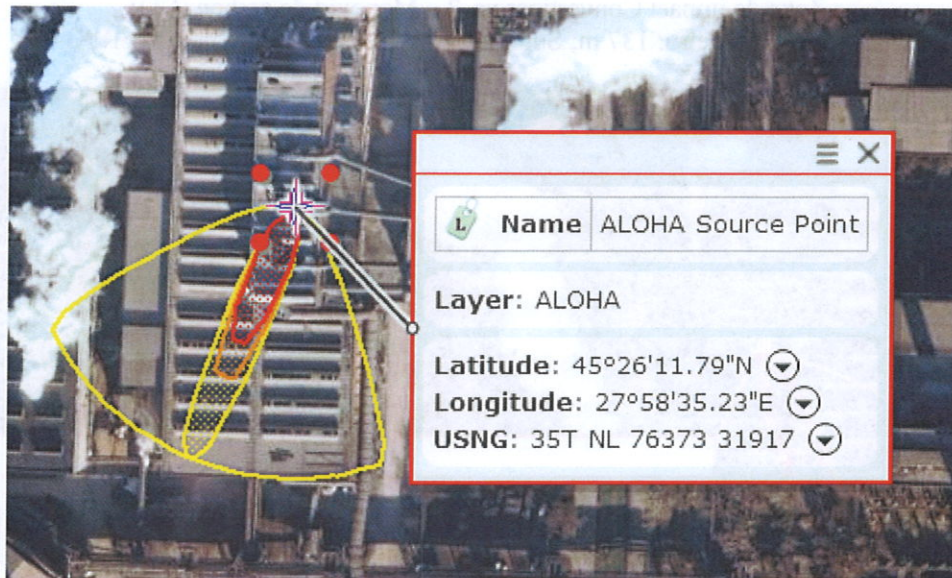 L Name ALOHA Source Point
Layer: ALOHA
Latitude: 45°26'11.79"N
Longitude: 27°58'35.23"E
USNG: 35T NL 76373 31917